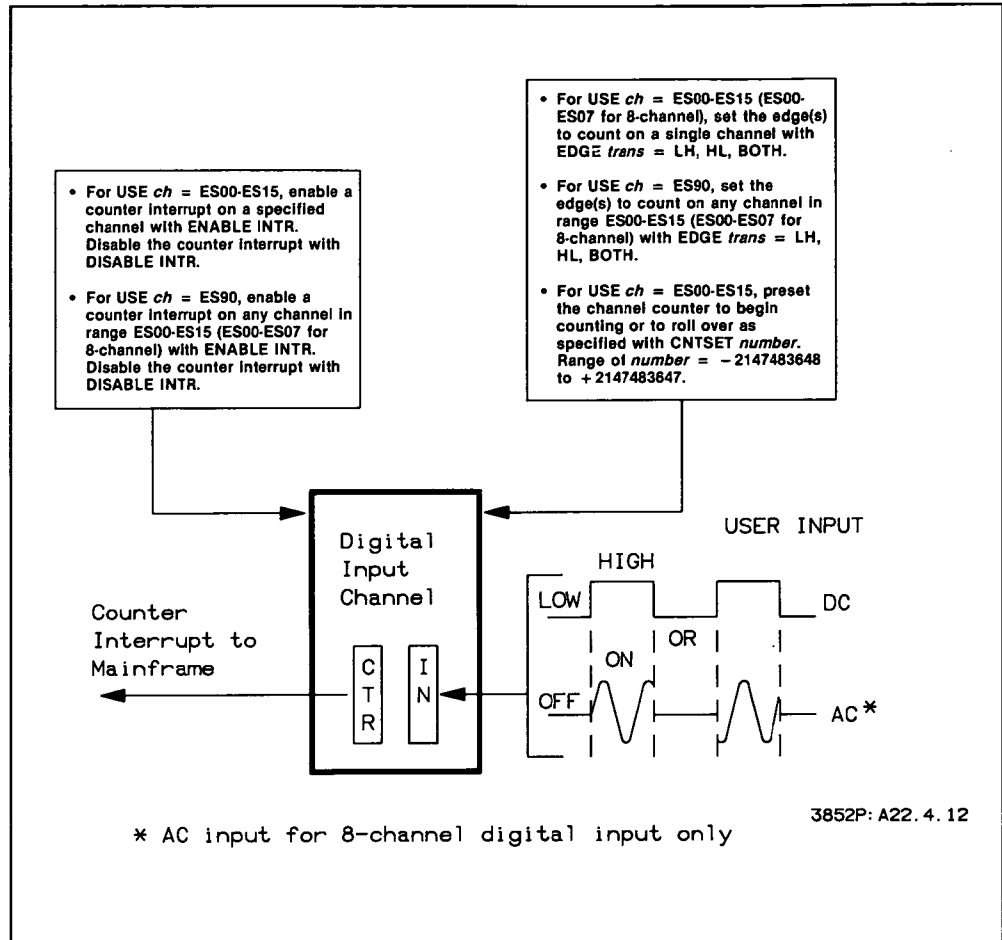 • For USE ch = ES00-ES15, enable a
counter interrupt on a specified
channel with ENABLE INTR.
Disable the counter interrupt with
DISABLE INTR.
• For USE ch = ES90, enable a
counter interrupt on any channel in
range ES00-ES15 (ES00-ES07 for
8-channel) with ENABLE INTR.
Disable the counter interrupt with
DISABLE INTR.
• For USE ch = ES00-ES15 (ES00-
ES07 for 8-channel), set the edge(s)
to count on a single channel with
EDGE trans = LH, HL, BOTH.
• For USE ch = ES90, set the
edge(s) to count on any channel in
range ES00-ES15 (ES00-ES07 for
8-channel) with EDGE trans = LH,
HL, BOTH.
• For USE ch = ES00-ES15, preset
the channel counter to begin
counting or to roll over as
specified with CNTSET number.
Range of number = −2147483648
to +2147483647.
Digital
Input
Channel
CTR
IN
Counter
Interrupt to
Mainframe
USER INPUT
HIGH
LOW
DC
OR
ON
OFF
AC*
* AC input for 8-channel digital input only
3852P: A22.4.12